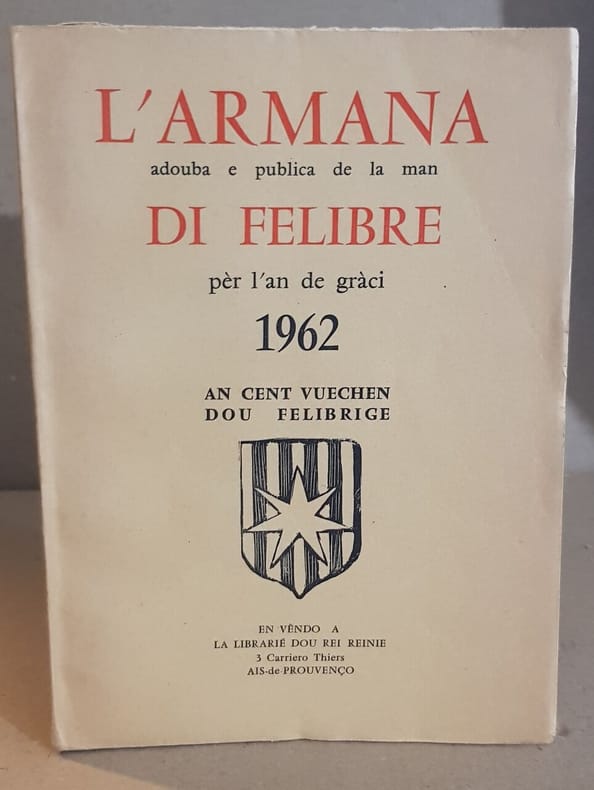 L'ARMANA
adouba e publica de la man
DI FELIBRE
pèr l'an de gràci
1962
AN CENT VUECHEN
DOU FELIBRIGE
EN VÈNDO A
LA LIBRARIÉ DOU REI REINIE
3 Carriero Thiers
AIS-de-PROUVENÇO